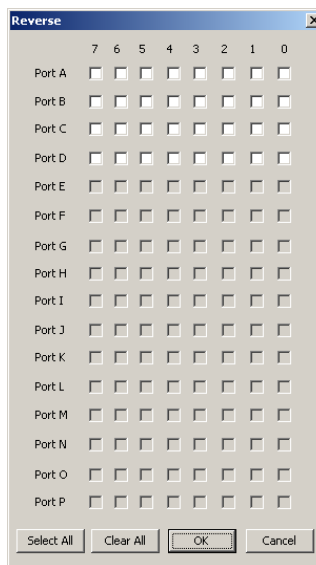 Reverse
7 6 5 4 3 2 1 0
Port A
Port B
Port C
Port D
Port E
Port F
Port G
Port H
Port I
Port J
Port K
Port L
Port M
Port N
Port O
Port P
Select All Clear All OK Cancel